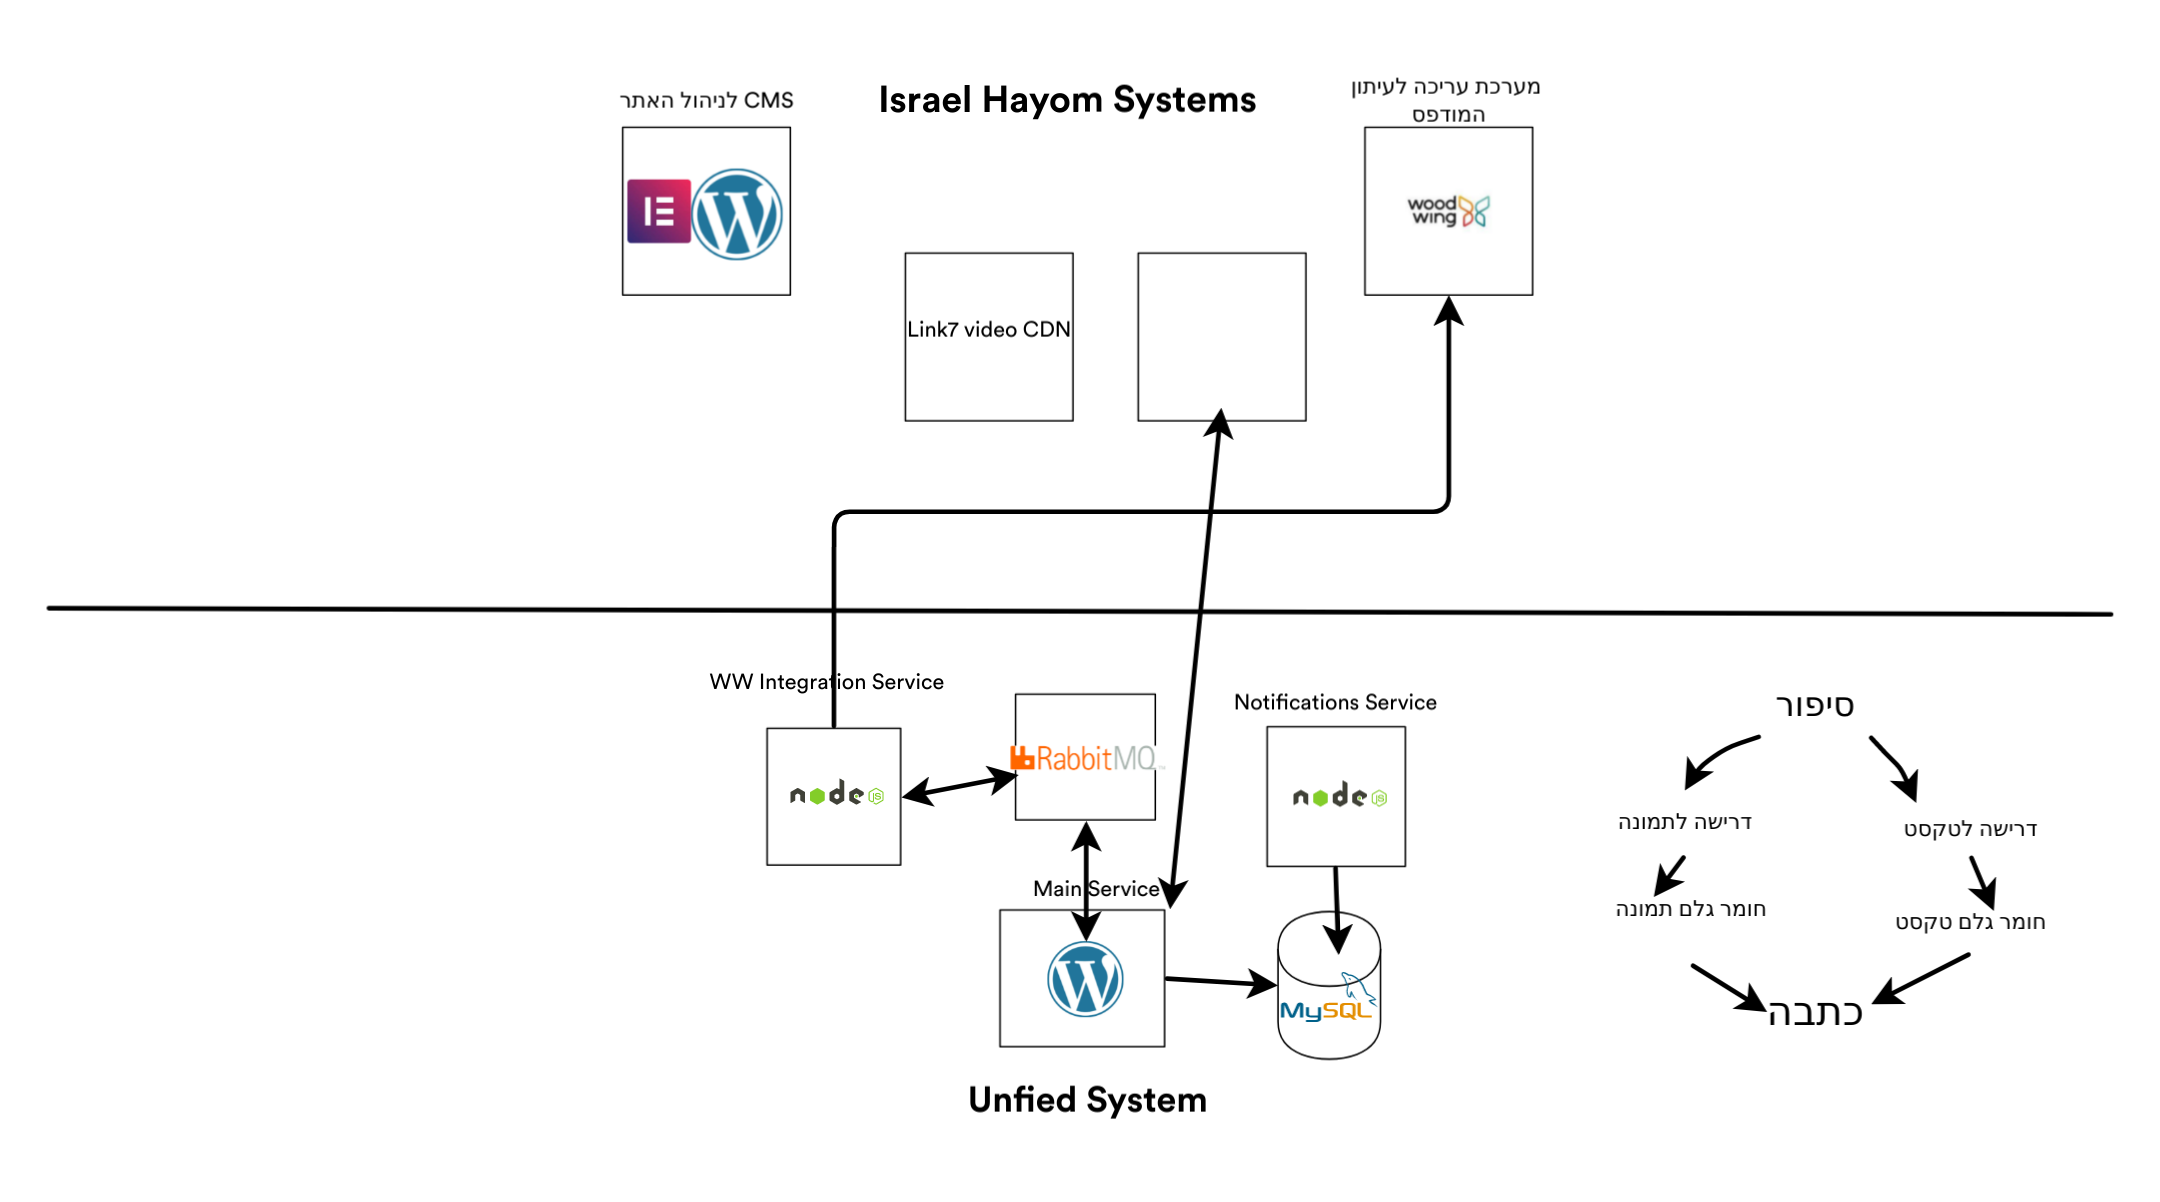 Israel Hayom Systems
CMS לניהול האתר
מערכת עריכה לעיתון
המודפס
wood
wing
Link7 video CDN
WW Integration Service
Notifications Service
node js
RabbitMQ
node js
Main Service
MySQL
Unfied System
סיפור
דרישה לתמונה
דרישה לטקסט
חומר גלם תמונה
חומר גלם טקסט
כתבה